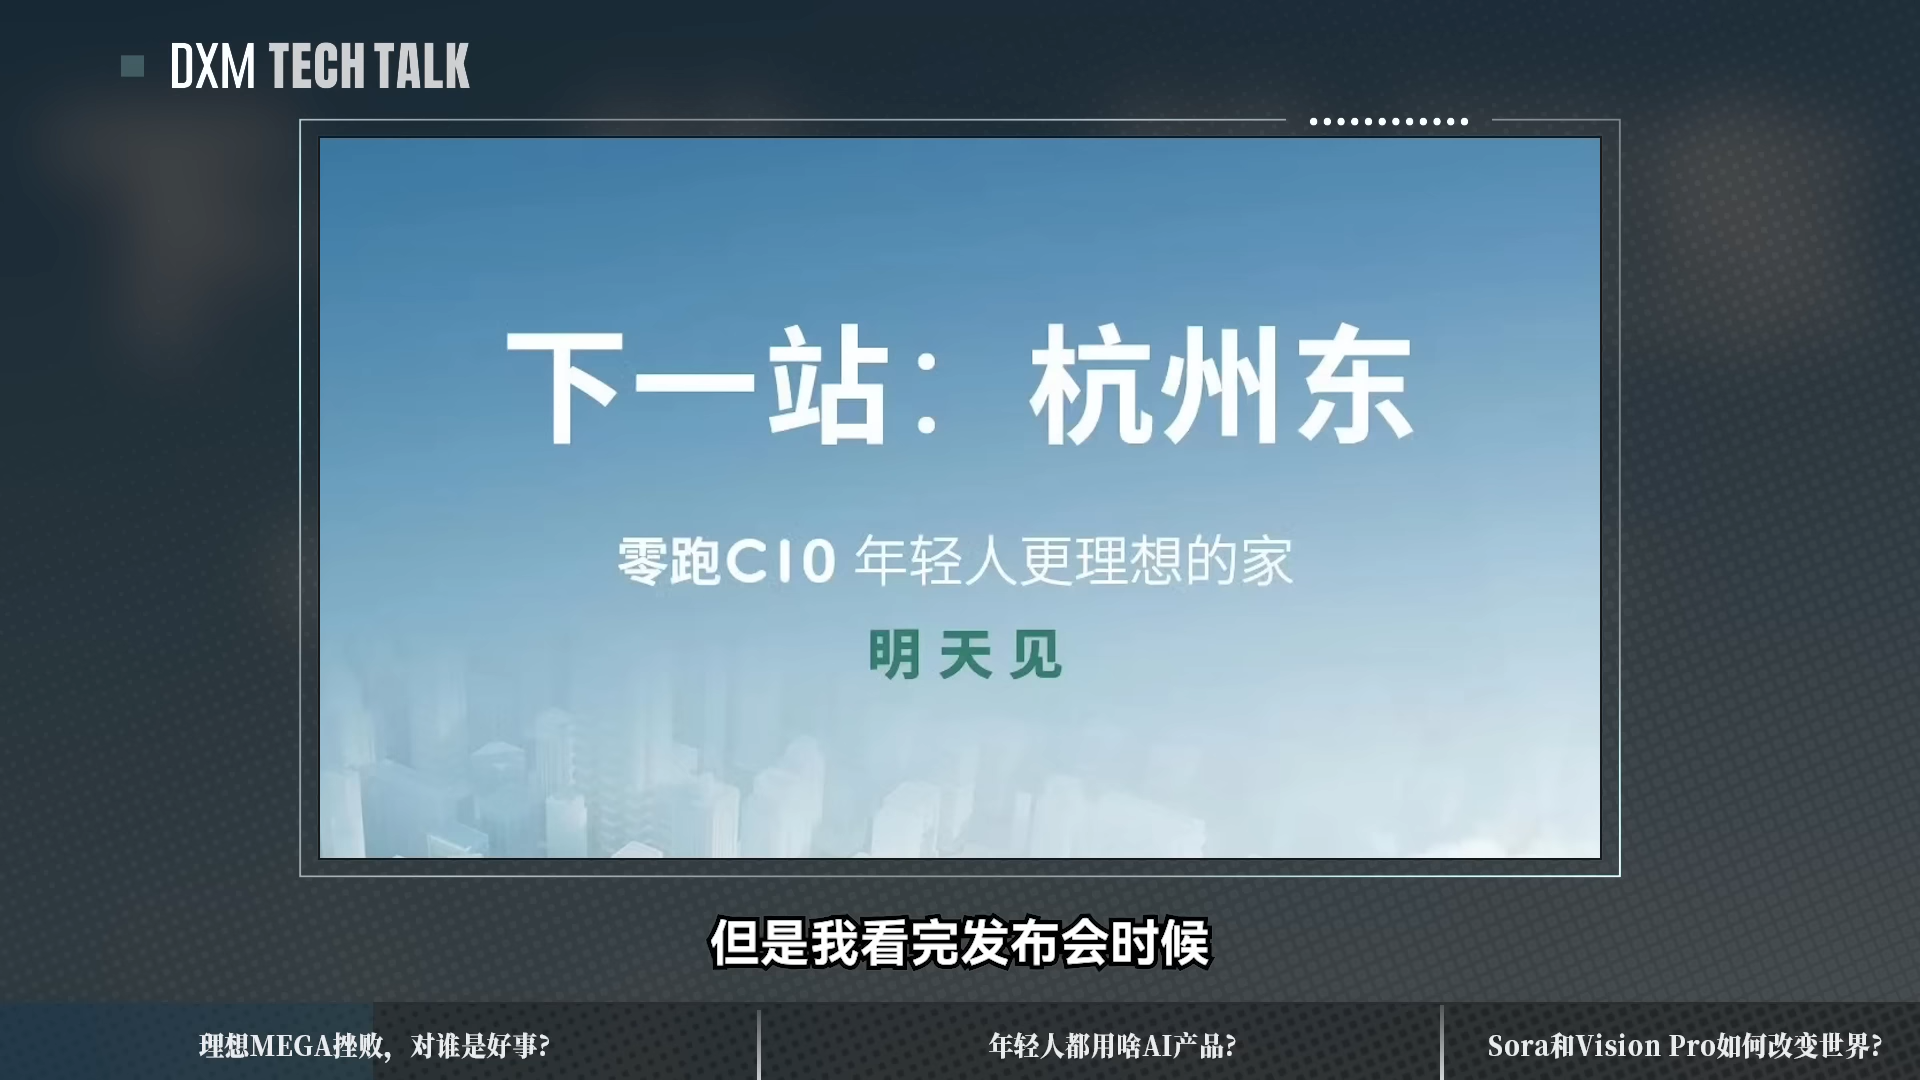 DXM TECH TALK
下一站：杭州东
零跑C10 年轻人更理想的家
明天见
但是我看完发布会时候
理想MEGA挫败，对谁是好事?
年轻人都用啥AI产品?
Sora和Vision Pro如何改变世界?